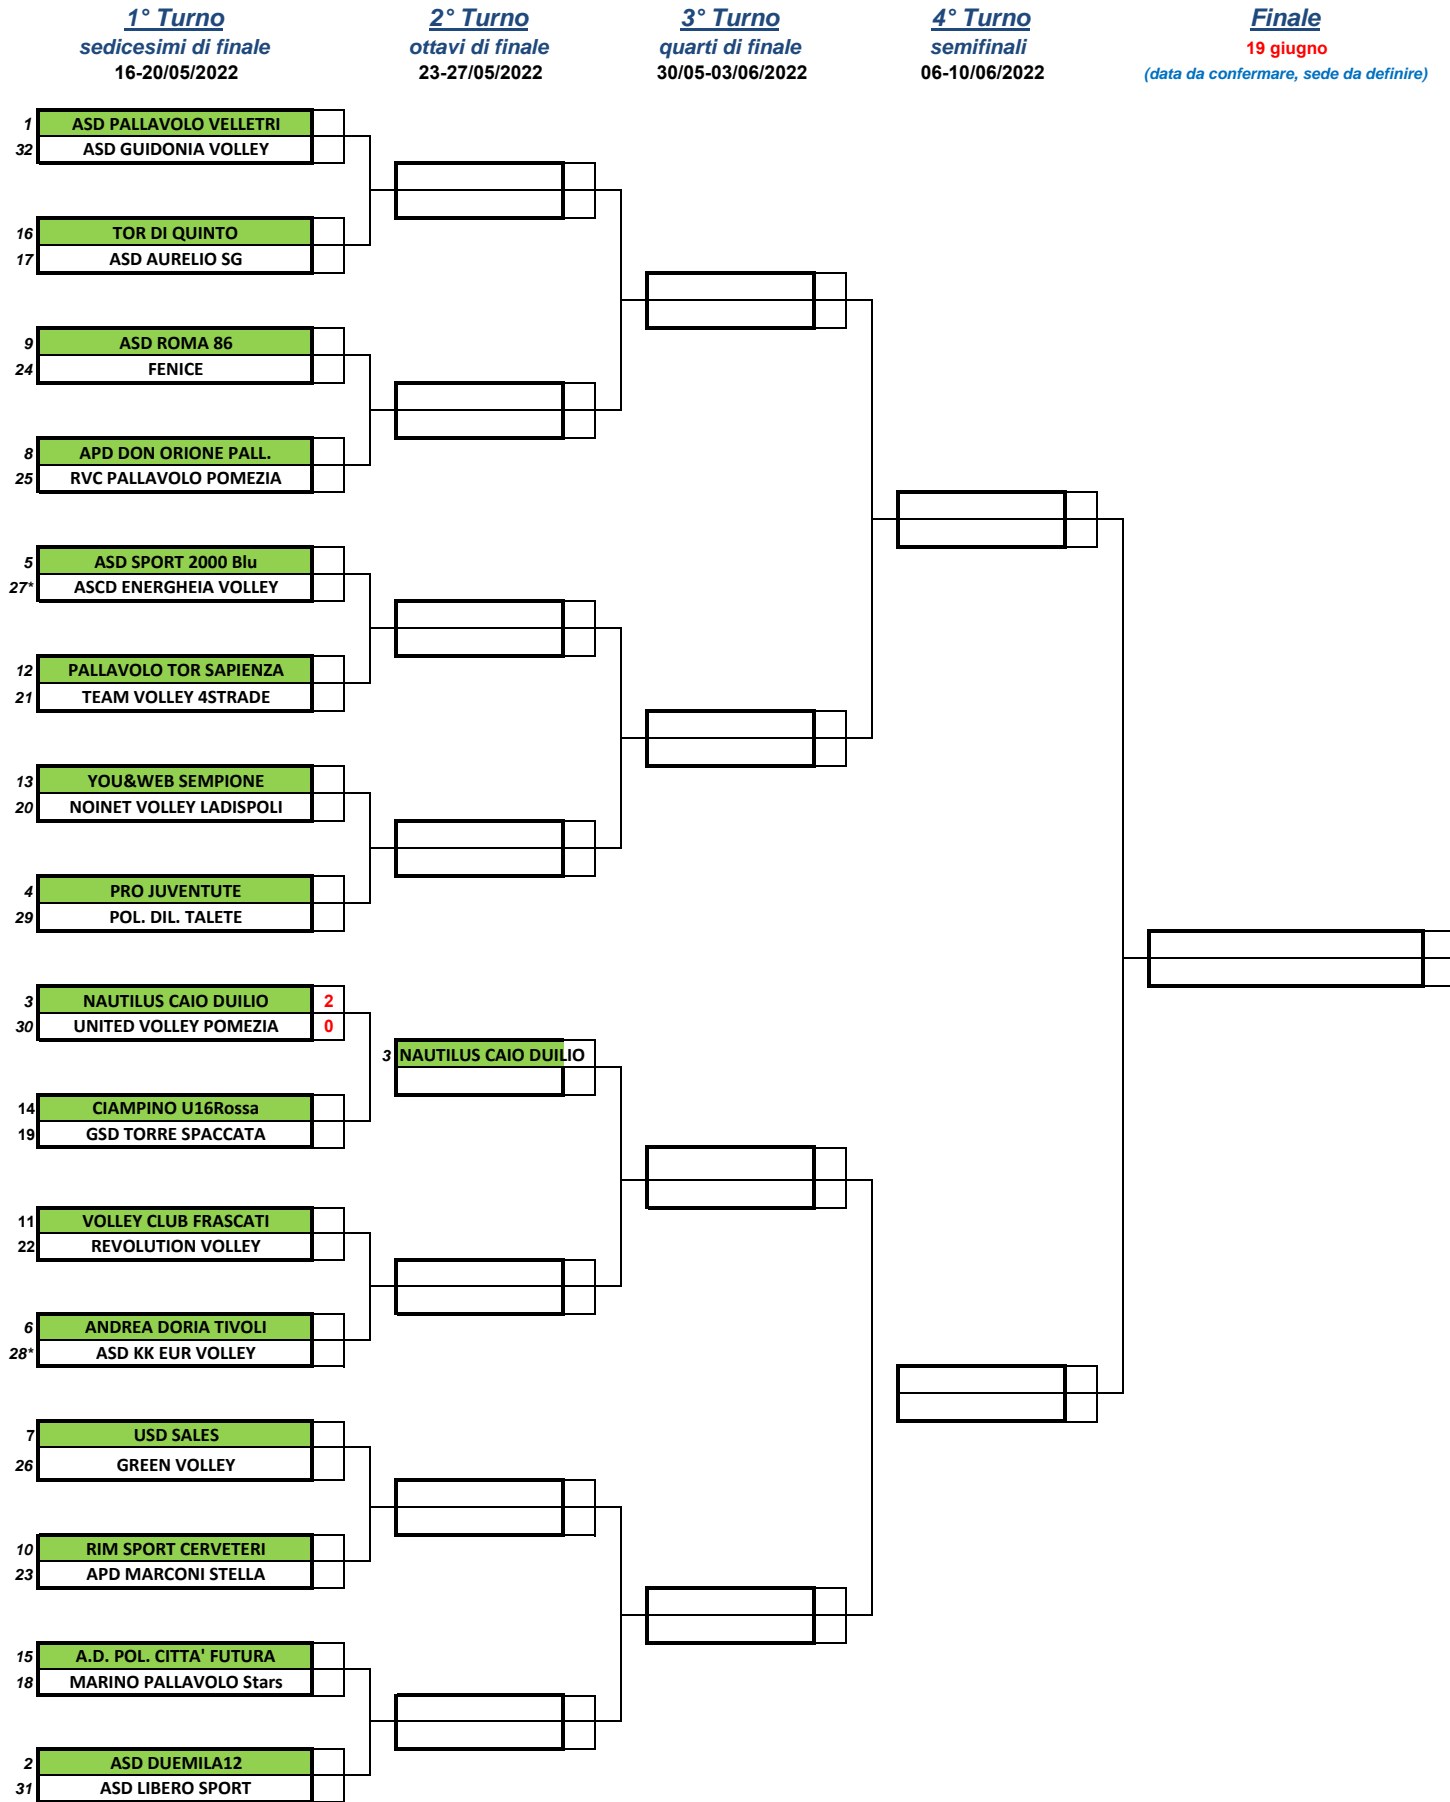 1° Turno
sedicesimi di finale
16-20/05/2022
2° Turno
ottavi di finale
23-27/05/2022
3° Turno
quarti di finale
30/05-03/06/2022
4° Turno
semifinali
06-10/06/2022
Finale
19 giugno
(data da confermare, sede da definire)
1 ASD PALLAVOLO VELLETRI
32 ASD GUIDONIA VOLLEY
16 TOR DI QUINTO
17 ASD AURELIO SG
9 ASD ROMA 86
24 FENICE
8 APD DON ORIONE PALL.
25 RVC PALLAVOLO POMEZIA
5 ASD SPORT 2000 Blu
27* ASCD ENERGHEIA VOLLEY
12 PALLAVOLO TOR SAPIENZA
21 TEAM VOLLEY 4STRADE
13 YOU&WEB SEMPIONE
20 NOINET VOLLEY LADISPOLI
4 PRO JUVENTUTE
29 POL. DIL. TALETE
3 NAUTILUS CAIO DUILIO 2
30 UNITED VOLLEY POMEZIA 0
3 NAUTILUS CAIO DUILIO
14 CIAMPINO U16Rossa
19 GSD TORRE SPACCATA
11 VOLLEY CLUB FRASCATI
22 REVOLUTION VOLLEY
6 ANDREA DORIA TIVOLI
28* ASD KK EUR VOLLEY
7 USD SALES
26 GREEN VOLLEY
10 RIM SPORT CERVETERI
23 APD MARCONI STELLA
15 A.D. POL. CITTA' FUTURA
18 MARINO PALLAVOLO Stars
2 ASD DUEMILA12
31 ASD LIBERO SPORT